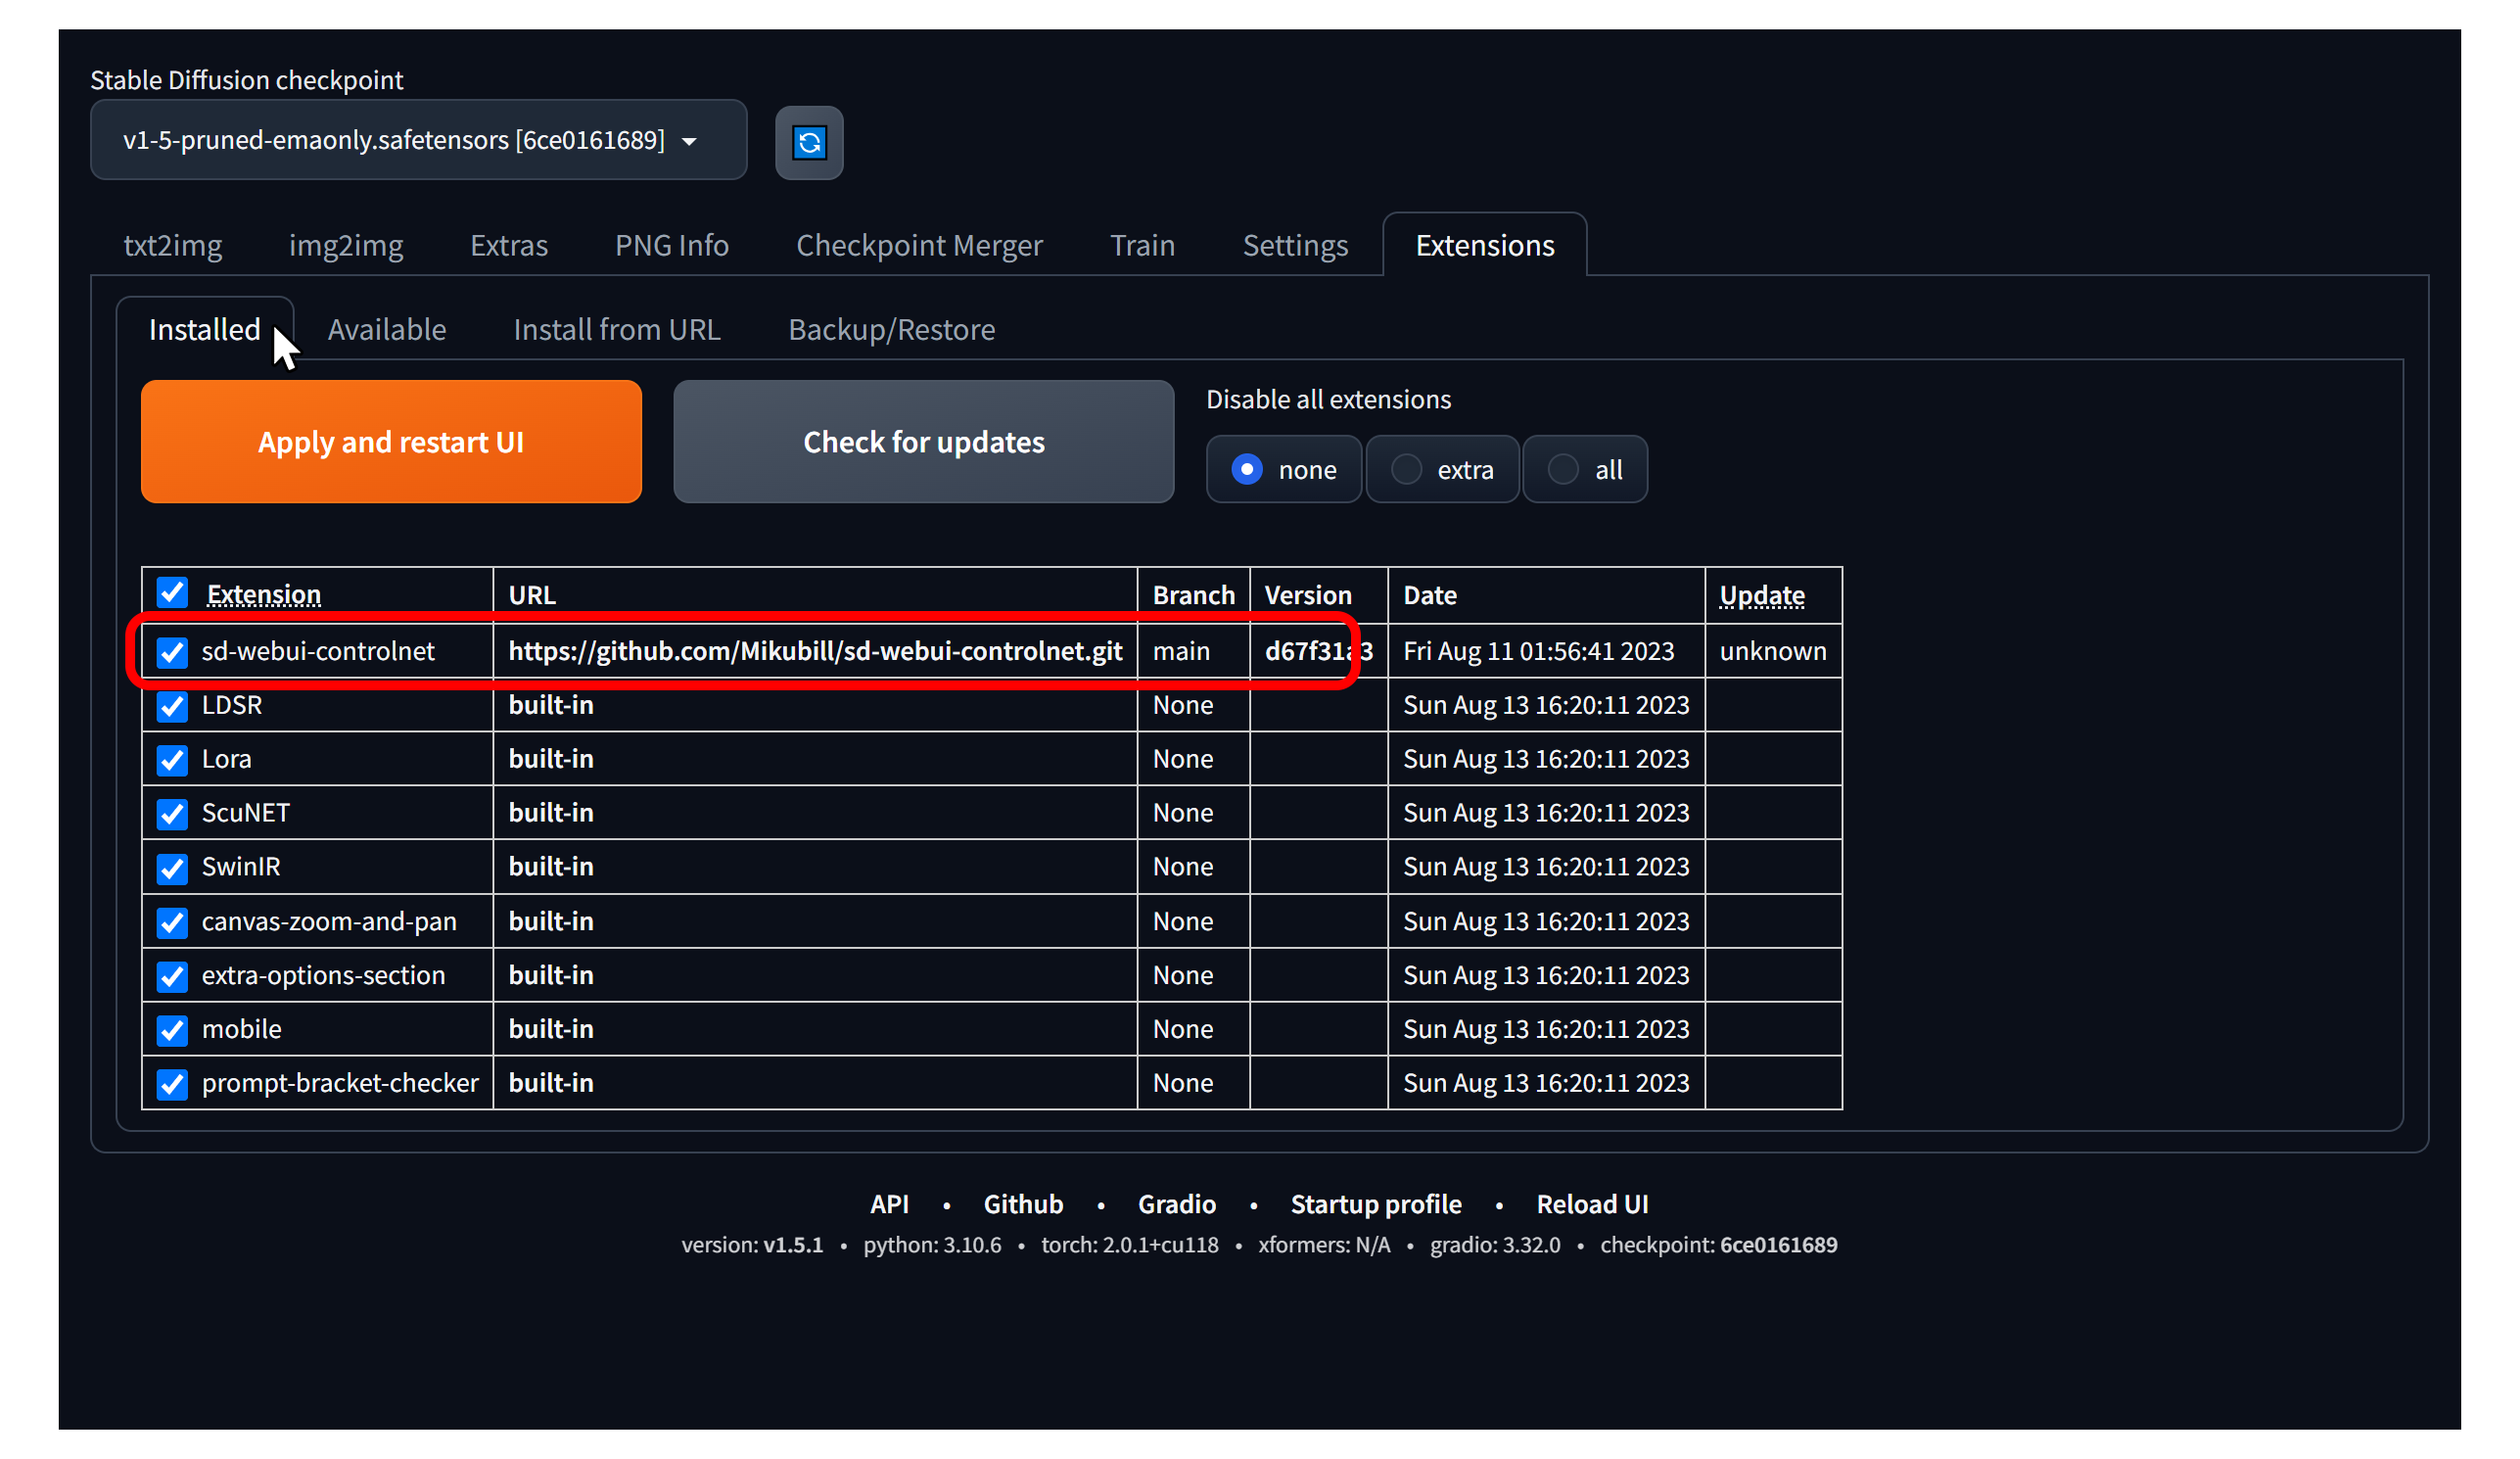 Stable Diffusion checkpoint
v1-5-pruned-emaonly.safetensors [6ce0161689]
txt2img img2img Extras PNG Info Checkpoint Merger Train Settings Extensions
Installed Available Install from URL Backup/Restore
Apply and restart UI Check for updates Disable all extensions
none extra all
Extension URL Branch Version Date Update
sd-webui-controlnet https://github.com/Mikubill/sd-webui-controlnet.git main d67f31a3 Fri Aug 11 01:56:41 2023 unknown
LDSR built-in None Sun Aug 13 16:20:11 2023
Lora built-in None Sun Aug 13 16:20:11 2023
ScuNET built-in None Sun Aug 13 16:20:11 2023
SwinIR built-in None Sun Aug 13 16:20:11 2023
canvas-zoom-and-pan built-in None Sun Aug 13 16:20:11 2023
extra-options-section built-in None Sun Aug 13 16:20:11 2023
mobile built-in None Sun Aug 13 16:20:11 2023
prompt-bracket-checker built-in None Sun Aug 13 16:20:11 2023
API • Github • Gradio • Startup profile • Reload UI
version: v1.5.1 • python: 3.10.6 • torch: 2.0.1+cu118 • xformers: N/A • gradio: 3.32.0 • checkpoint: 6ce0161689